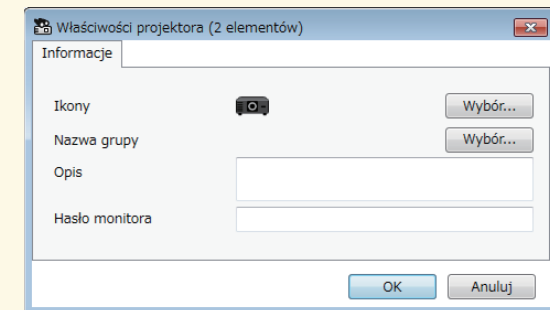 Właściwości projektora (2 elementów)
Informacje
Ikony Wybór...
Nazwa grupy Wybór...
Opis
Hasło monitora
OK Anuluj